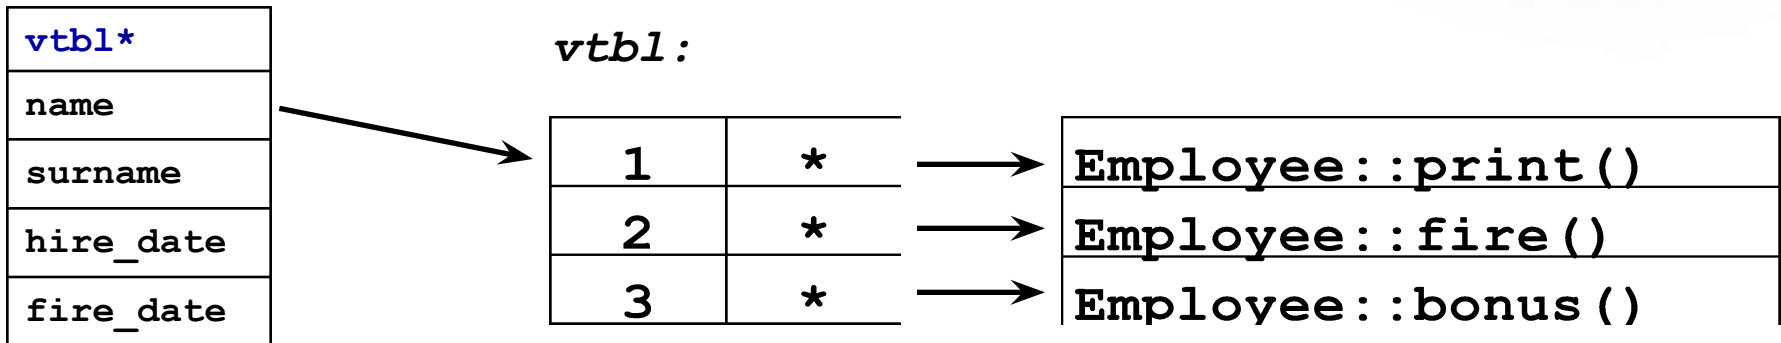 vtbl*
name
surname
hire_date
fire_date
vtbl:
1 * Employee::print()
2 * Employee::fire()
3 * Employee::bonus()